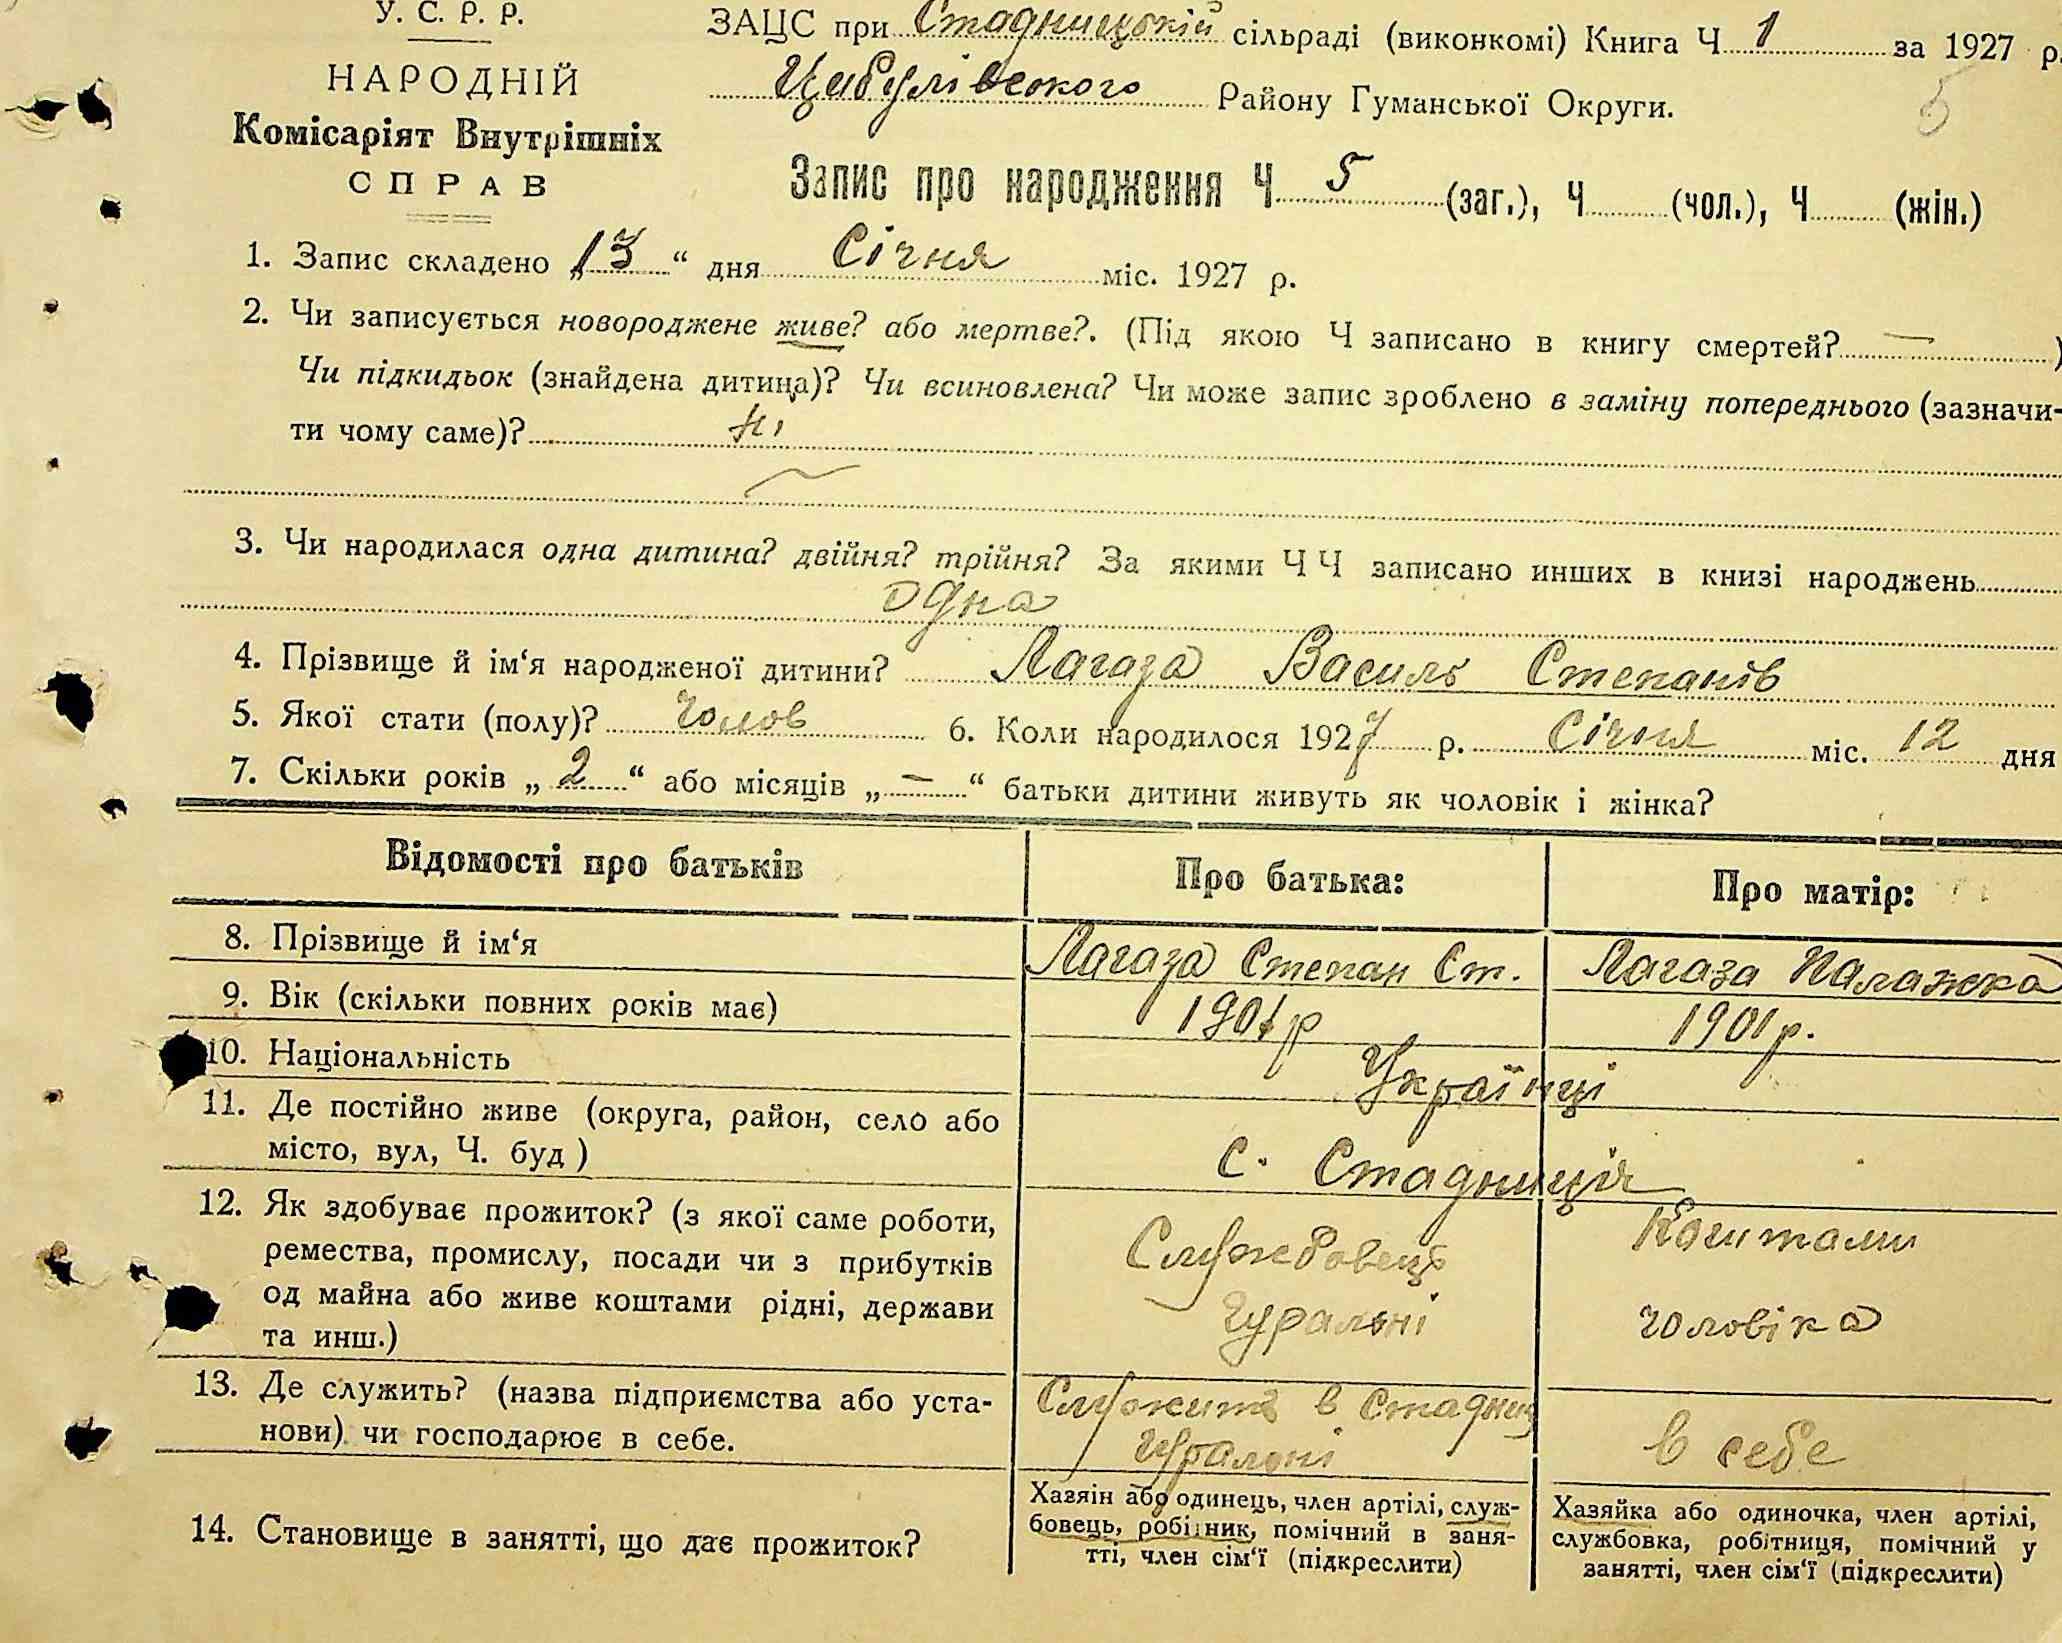 У. С. Р. Р.
НАРОДНІЙ
Комісаріят Внутрішніх
СПРАВ
ЗАЦС при Стадницькій сільраді (виконкомі) Книга Ч 1 за 1927 р.
Цибулівського Району Гуманської Округи.
5
Запис про народження Ч 5 (заг.), Ч (чол.), Ч (жін.)
1. Запис складено „13“ дня Січня міс. 1927 р.
2. Чи записується новороджене живе? або мертве?. (Під якою Ч записано в книгу смертей? — )
Чи підкидьок (знайдена дитина)? Чи всиновлена? Чи може запис зроблено в заміну попереднього (зазначи-
ти чому саме)? Ні
3. Чи народилася одна дитина? двійня? трійня? За якими ЧЧ записано инших в книзі народжень
одна
4. Прізвище й ім‘я народженої дитини? Лагаза Василь Степанів
5. Якої стати (полу)? Чолов 6. Коли народилося 1927 р. Січня міс. 12 дня
7. Скільки років „2“ або місяців „—“ батьки дитини живуть як чоловік і жінка?
Відомості про батьків Про батька: Про матір:
8. Прізвище й ім‘я Лагаза Степан Ст. Лагаза Палажка
9. Вік (скільки повних років має) 1901р 1901р.
10. Національність Українці
11. Де постійно живе (округа, район, село або
місто, вул, Ч. буд ) с. Стадниця
12. Як здобуває прожиток? (з якої саме роботи,
ремества, промислу, посади чи з прибутків
од майна або живе коштами рідні, держави
та инш.)
Службовець
Гуральні
Коштами
чоловіка
13. Де служить? (назва підприємства або уста-
нови) чи господарює в себе.
Служить в Стадниц
Гуральні
в себе
14. Становище в занятті, що дає прожиток?
Хазяін або одинець, член артілі, служ-
бовець, робітник, помічний в заня-
тті, член сім‘ї (підкреслити)
Хазяйка або одиночка, член артілі,
службовка, робітниця, помічний у
занятті, член сім‘ї (підкреслити)